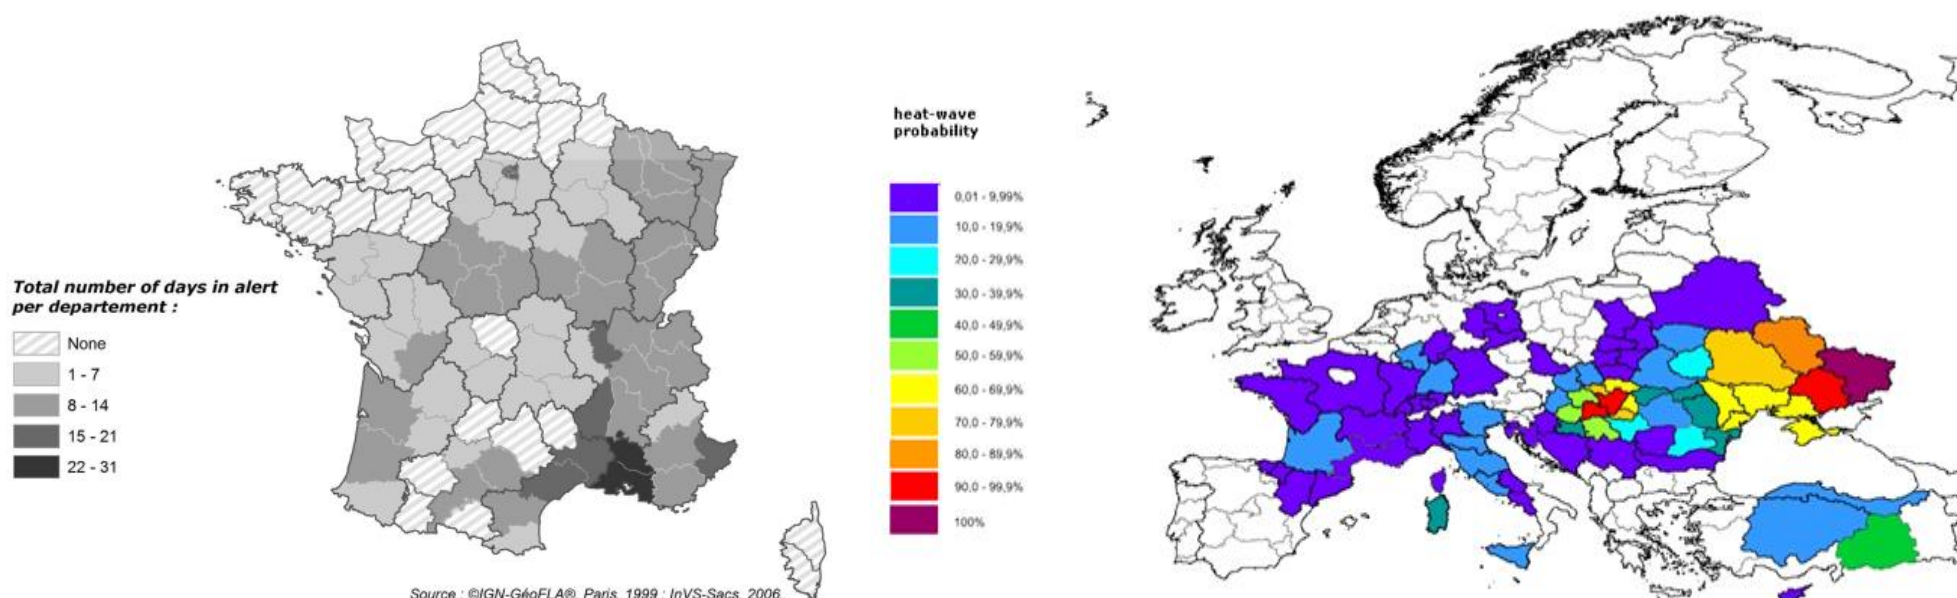 Total number of days in alert
per departement :
None
1 - 7
8 - 14
15 - 21
22 - 31
Source : ©IGN-GéoFLA®, Paris, 1999 ; InVS-Sacs, 2006
heat-wave
probability
0,01 - 9,99%
10,0 - 19,9%
20,0 - 29,9%
30,0 - 39,9%
40,0 - 49,9%
50,0 - 59,9%
60,0 - 69,9%
70,0 - 79,9%
80,0 - 89,9%
90,0 - 99,9%
100%